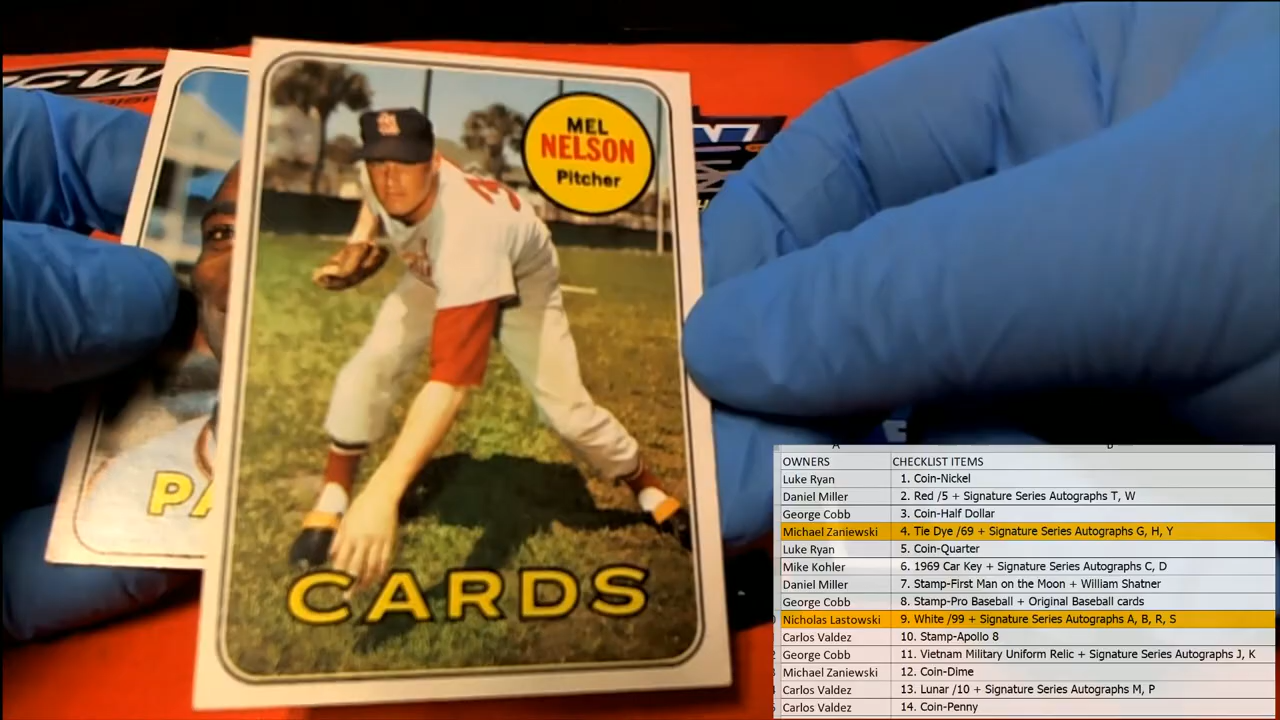 GCW
MEL
NELSON
Pitcher
PA
CARDS
A B
OWNERS CHECKLIST ITEMS
Luke Ryan 1. Coin-Nickel
Daniel Miller 2. Red /5 + Signature Series Autographs T, W
George Cobb 3. Coin-Half Dollar
Michael Zaniewski 4. Tie Dye /69 + Signature Series Autographs G, H, Y
Luke Ryan 5. Coin-Quarter
Mike Kohler 6. 1969 Car Key + Signature Series Autographs C, D
Daniel Miller 7. Stamp-First Man on the Moon + William Shatner
George Cobb 8. Stamp-Pro Baseball + Original Baseball cards
Nicholas Lastowski 9. White /99 + Signature Series Autographs A, B, R, S
Carlos Valdez 10. Stamp-Apollo 8
George Cobb 11. Vietnam Military Uniform Relic + Signature Series Autographs J, K
Michael Zaniewski 12. Coin-Dime
Carlos Valdez 13. Lunar /10 + Signature Series Autographs M, P
Carlos Valdez 14. Coin-Penny